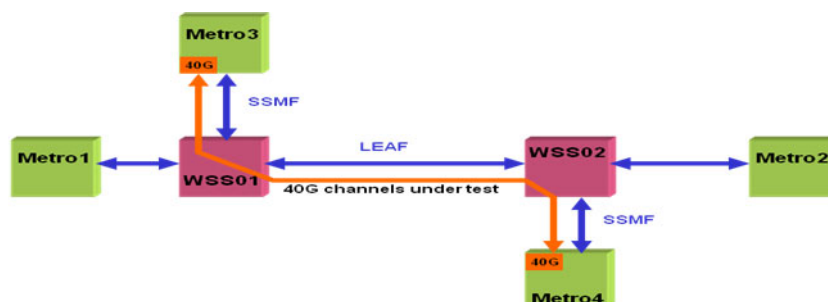 Metro3
40G
SSMF
LEAF
Metro1
WSS01
WSS02
Metro2
40G channels under test
SSMF
40G
Metro4